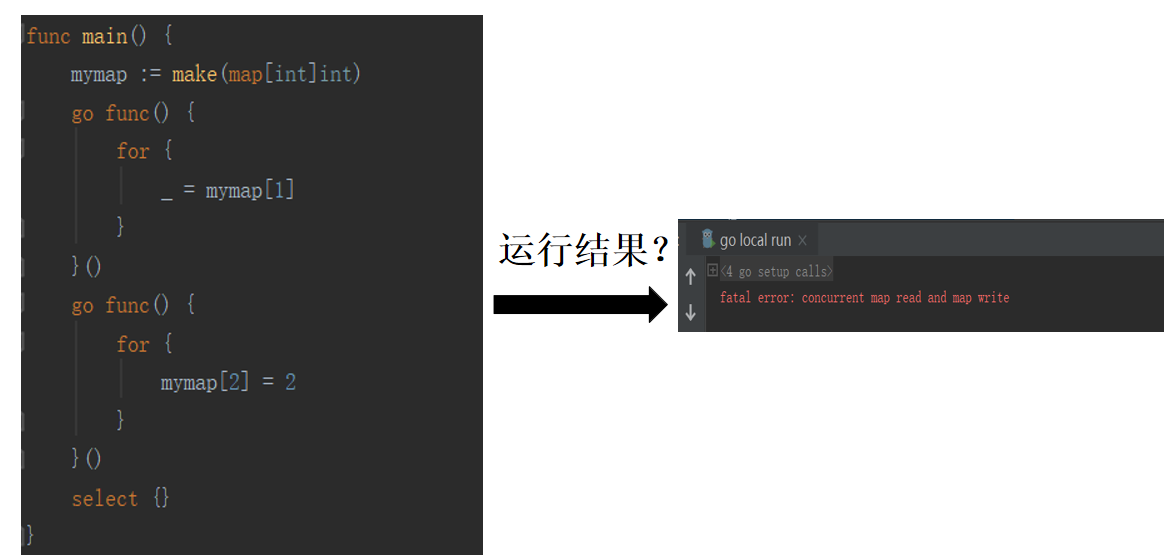 func main() {
mymap := make(map[int]int)
go func() {
for {
_ = mymap[1]
}
}()
go func() {
for {
mymap[2] = 2
}
}()
select {}
}
运行结果?
go local run ×
<4 go setup calls>
fatal error: concurrent map read and map write